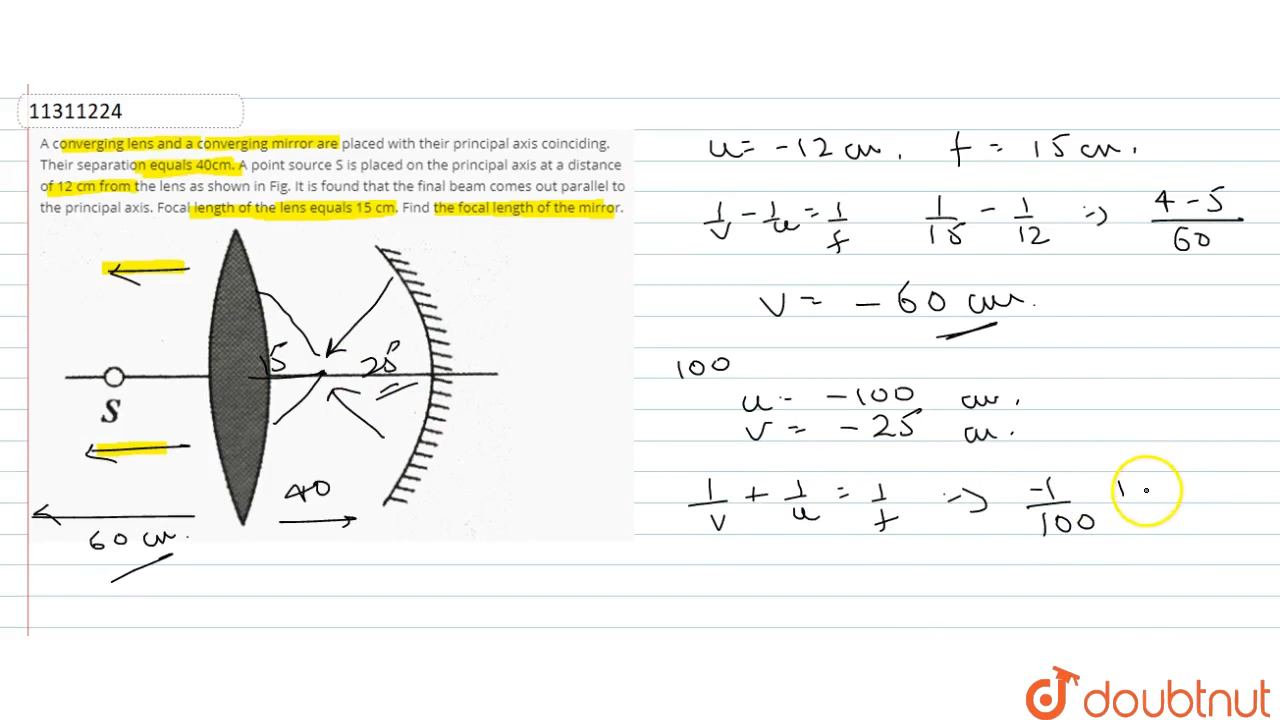 11311224
A converging lens and a converging mirror are placed with their principal axis coinciding.
Their separation equals 40cm. A point source S is placed on the principal axis at a distance
of 12 cm from the lens as shown in Fig. It is found that the final beam comes out parallel to
the principal axis. Focal length of the lens equals 15 cm. Find the focal length of the mirror.
15
25
S
40
60 cm.
u = -12 cm, f = 15 cm.
1/v - 1/u = 1/f 1/15 - 1/12 => 4-5/60
v = -60 cm.
100
u = -100 cm.
v = -25 cm.
1/v + 1/u = 1/f => -1/100
doubtnut